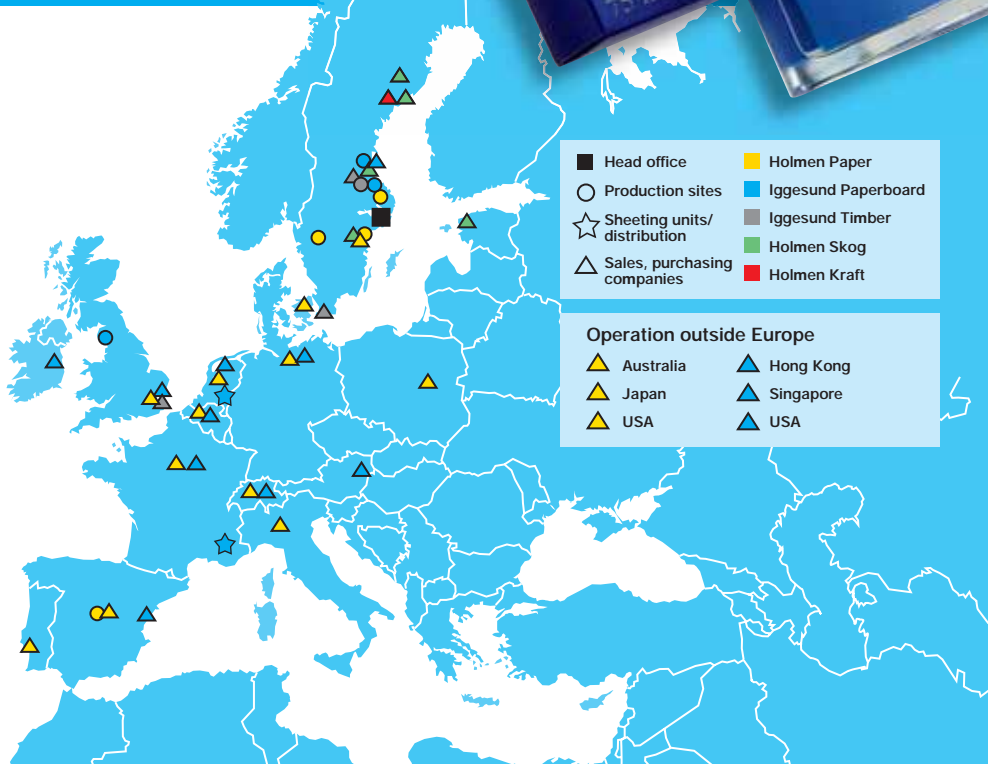 Head office
Production sites
Sheeting units/
distribution
Sales, purchasing
companies
Holmen Paper
Iggesund Paperboard
Iggesund Timber
Holmen Skog
Holmen Kraft
Operation outside Europe
Australia
Japan
USA
Hong Kong
Singapore
USA